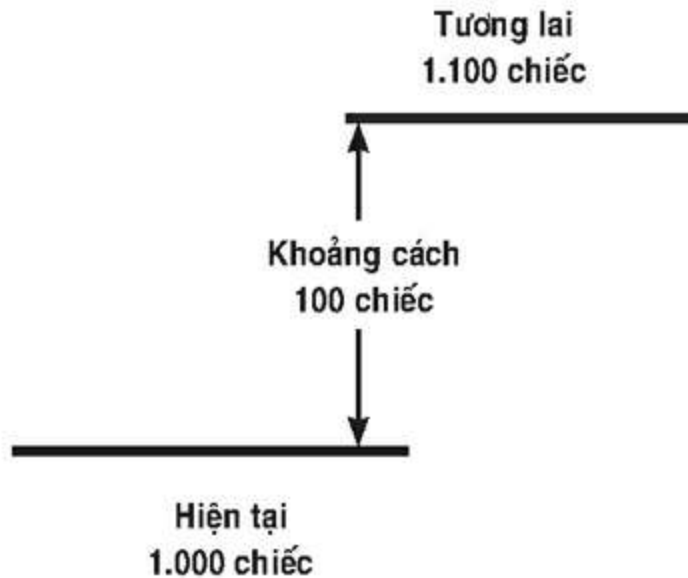 Tương lai
1.100 chiếc
Khoảng cách
100 chiếc
Hiện tại
1.000 chiếc